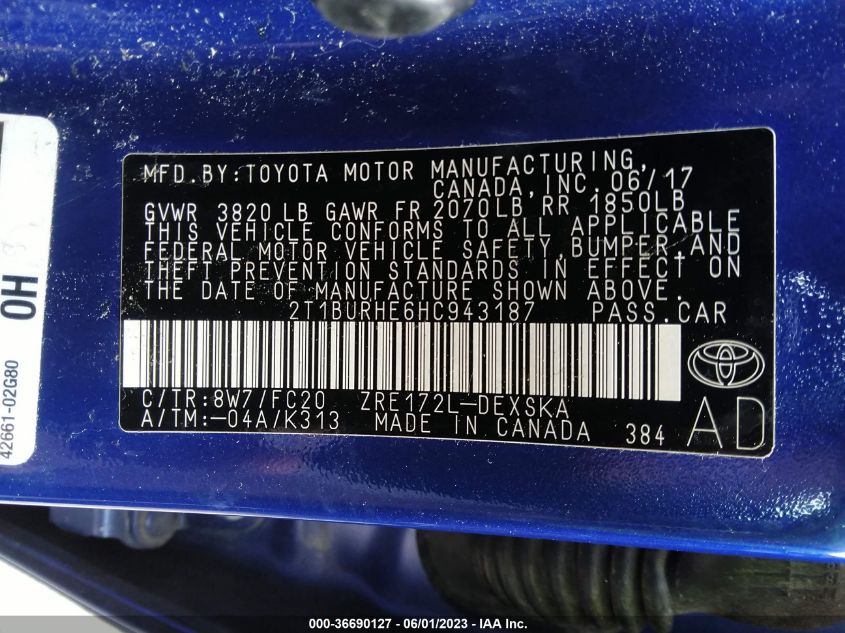 MFD.BY:TOYOTA MOTOR MANUFACTURING,
CANADA,INC. 06/17
GVWR 3820 LB GAWR FR 2070LB RR 1850LB
THIS VEHICLE CONFORMS TO ALL APPLICABLE
FEDERAL MOTOR VEHICLE SAFETY,BUMPER,AND
THEFT PREVENTION STANDARDS IN EFFECT ON
THE DATE OF MANUFACTURE SHOWN ABOVE.
2T1BURHE6HC943187 PASS.CAR
C/TR:8W7/FC20 ZRE172L-DEXSKA
A/TM:-04A/K313 MADE IN CANADA 384
AD
OH
42661-02G80
000-36690127 - 06/01/2023 - IAA Inc.